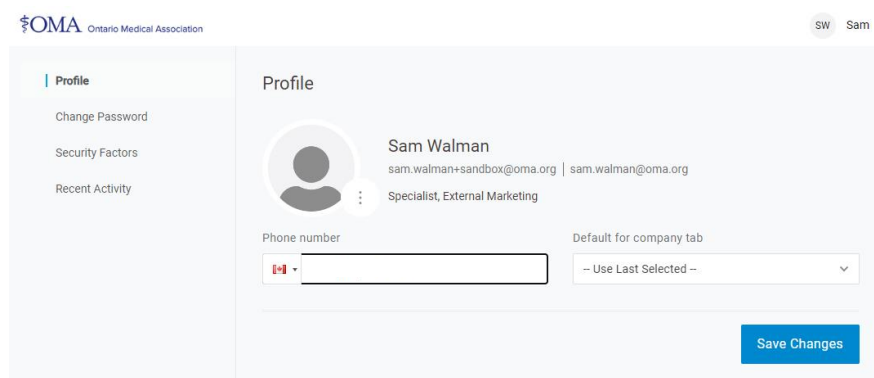 OMA Ontario Medical Association
SW Sam
Profile
Change Password
Security Factors
Recent Activity
Profile
Sam Walman
sam.walman+sandbox@oma.org | sam.walman@oma.org
Specialist, External Marketing
Phone number
Default for company tab
-- Use Last Selected --
Save Changes